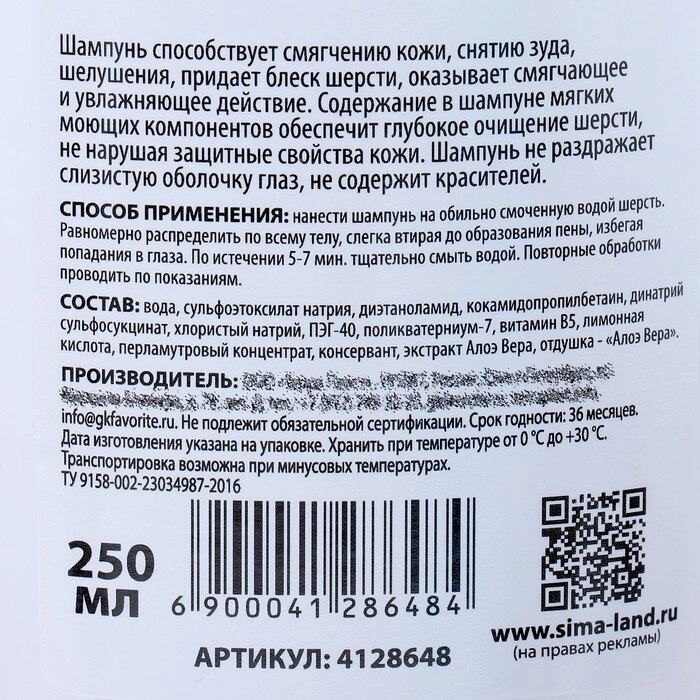 Шампунь способствует смягчению кожи, снятию зуда,
шелушения, придает блеск шерсти, оказывает смягчающее
и увлажняющее действие. Содержание в шампуне мягких
моющих компонентов обеспечит глубокое очищение шерсти,
не нарушая защитные свойства кожи. Шампунь не раздражает
слизистую оболочку глаз, не содержит красителей.
СПОСОБ ПРИМЕНЕНИЯ: нанести шампунь на обильно смоченную водой шерсть.
Равномерно распределить по всему телу, слегка втирая до образования пены, избегая
попадания в глаза. По истечении 5-7 мин. тщательно смыть водой. Повторные обработки
проводить по показаниям.
СОСТАВ: вода, сульфоэтоксилат натрия, диэтаноламид, кокамидопропилбетаин, динатрий
сульфосукцинат, хлористый натрий, ПЭГ-40, поликватерниум-7, витамин В5, лимонная
кислота, перламутровый концентрат, консервант, экстракт Алоэ Вера, отдушка - «Алоэ Вера».
ПРОИЗВОДИТЕЛЬ:
info@gkfavorite.ru. Не подлежит обязательной сертификации. Срок годности: 36 месяцев.
Дата изготовления указана на упаковке. Хранить при температуре от 0 °С до +30 °С.
Транспортировка возможна при минусовых температурах.
ТУ 9158-002-23034987-2016
250
МЛ
6 900041 286484
АРТИКУЛ: 4128648
www.sima-land.ru
(на правах рекламы)